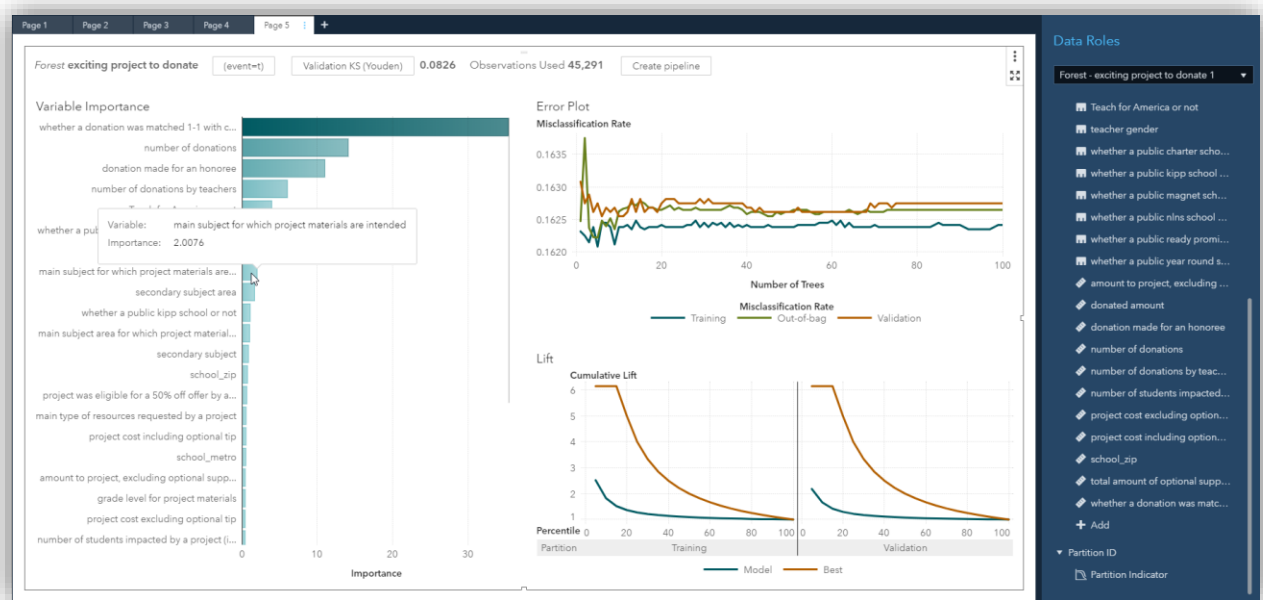 Page 1
Page 2
Page 3
Page 4
Page 5
+
Forest exciting project to donate
(event=t)
Validation KS (Youden) 0.0826
Observations Used 45,291
Create pipeline
Variable Importance
whether a donation was matched 1-1 with c...
number of donations
donation made for an honoree
number of donations by teachers
whether a pub
Variable: main subject for which project materials are intended
Importance: 2.0076
main subject for which project materials are...
secondary subject area
whether a public kipp school or not
main subject area for which project material...
secondary subject
school_zip
project was eligible for a 50% off offer by a...
main type of resources requested by a project
project cost including optional tip
school_metro
amount to project, excluding optional supp...
grade level for project materials
project cost excluding optional tip
number of students impacted by a project (i...
0 10 20 30
Importance
Error Plot
Misclassification Rate
0.1635
0.1630
0.1625
0.1620
0 20 40 60 80 100
Number of Trees
Misclassification Rate
Training Out-of-bag Validation
Lift
Cumulative Lift
6
5
4
3
2
1
Percentile 0 20 40 60 80 100 0 20 40 60 80 100
Partition Training Validation
Model Best
Data Roles
Forest - exciting project to donate 1
Teach for America or not
teacher gender
whether a public charter scho...
whether a public kipp school ...
whether a public magnet sch...
whether a public nlns school ...
whether a public ready promi...
whether a public year round s...
amount to project, excluding ...
donated amount
donation made for an honoree
number of donations
number of donations by teac...
number of students impacted...
project cost excluding option...
project cost including option...
school_zip
total amount of optional supp...
whether a donation was matc...
+ Add
Partition ID
Partition Indicator